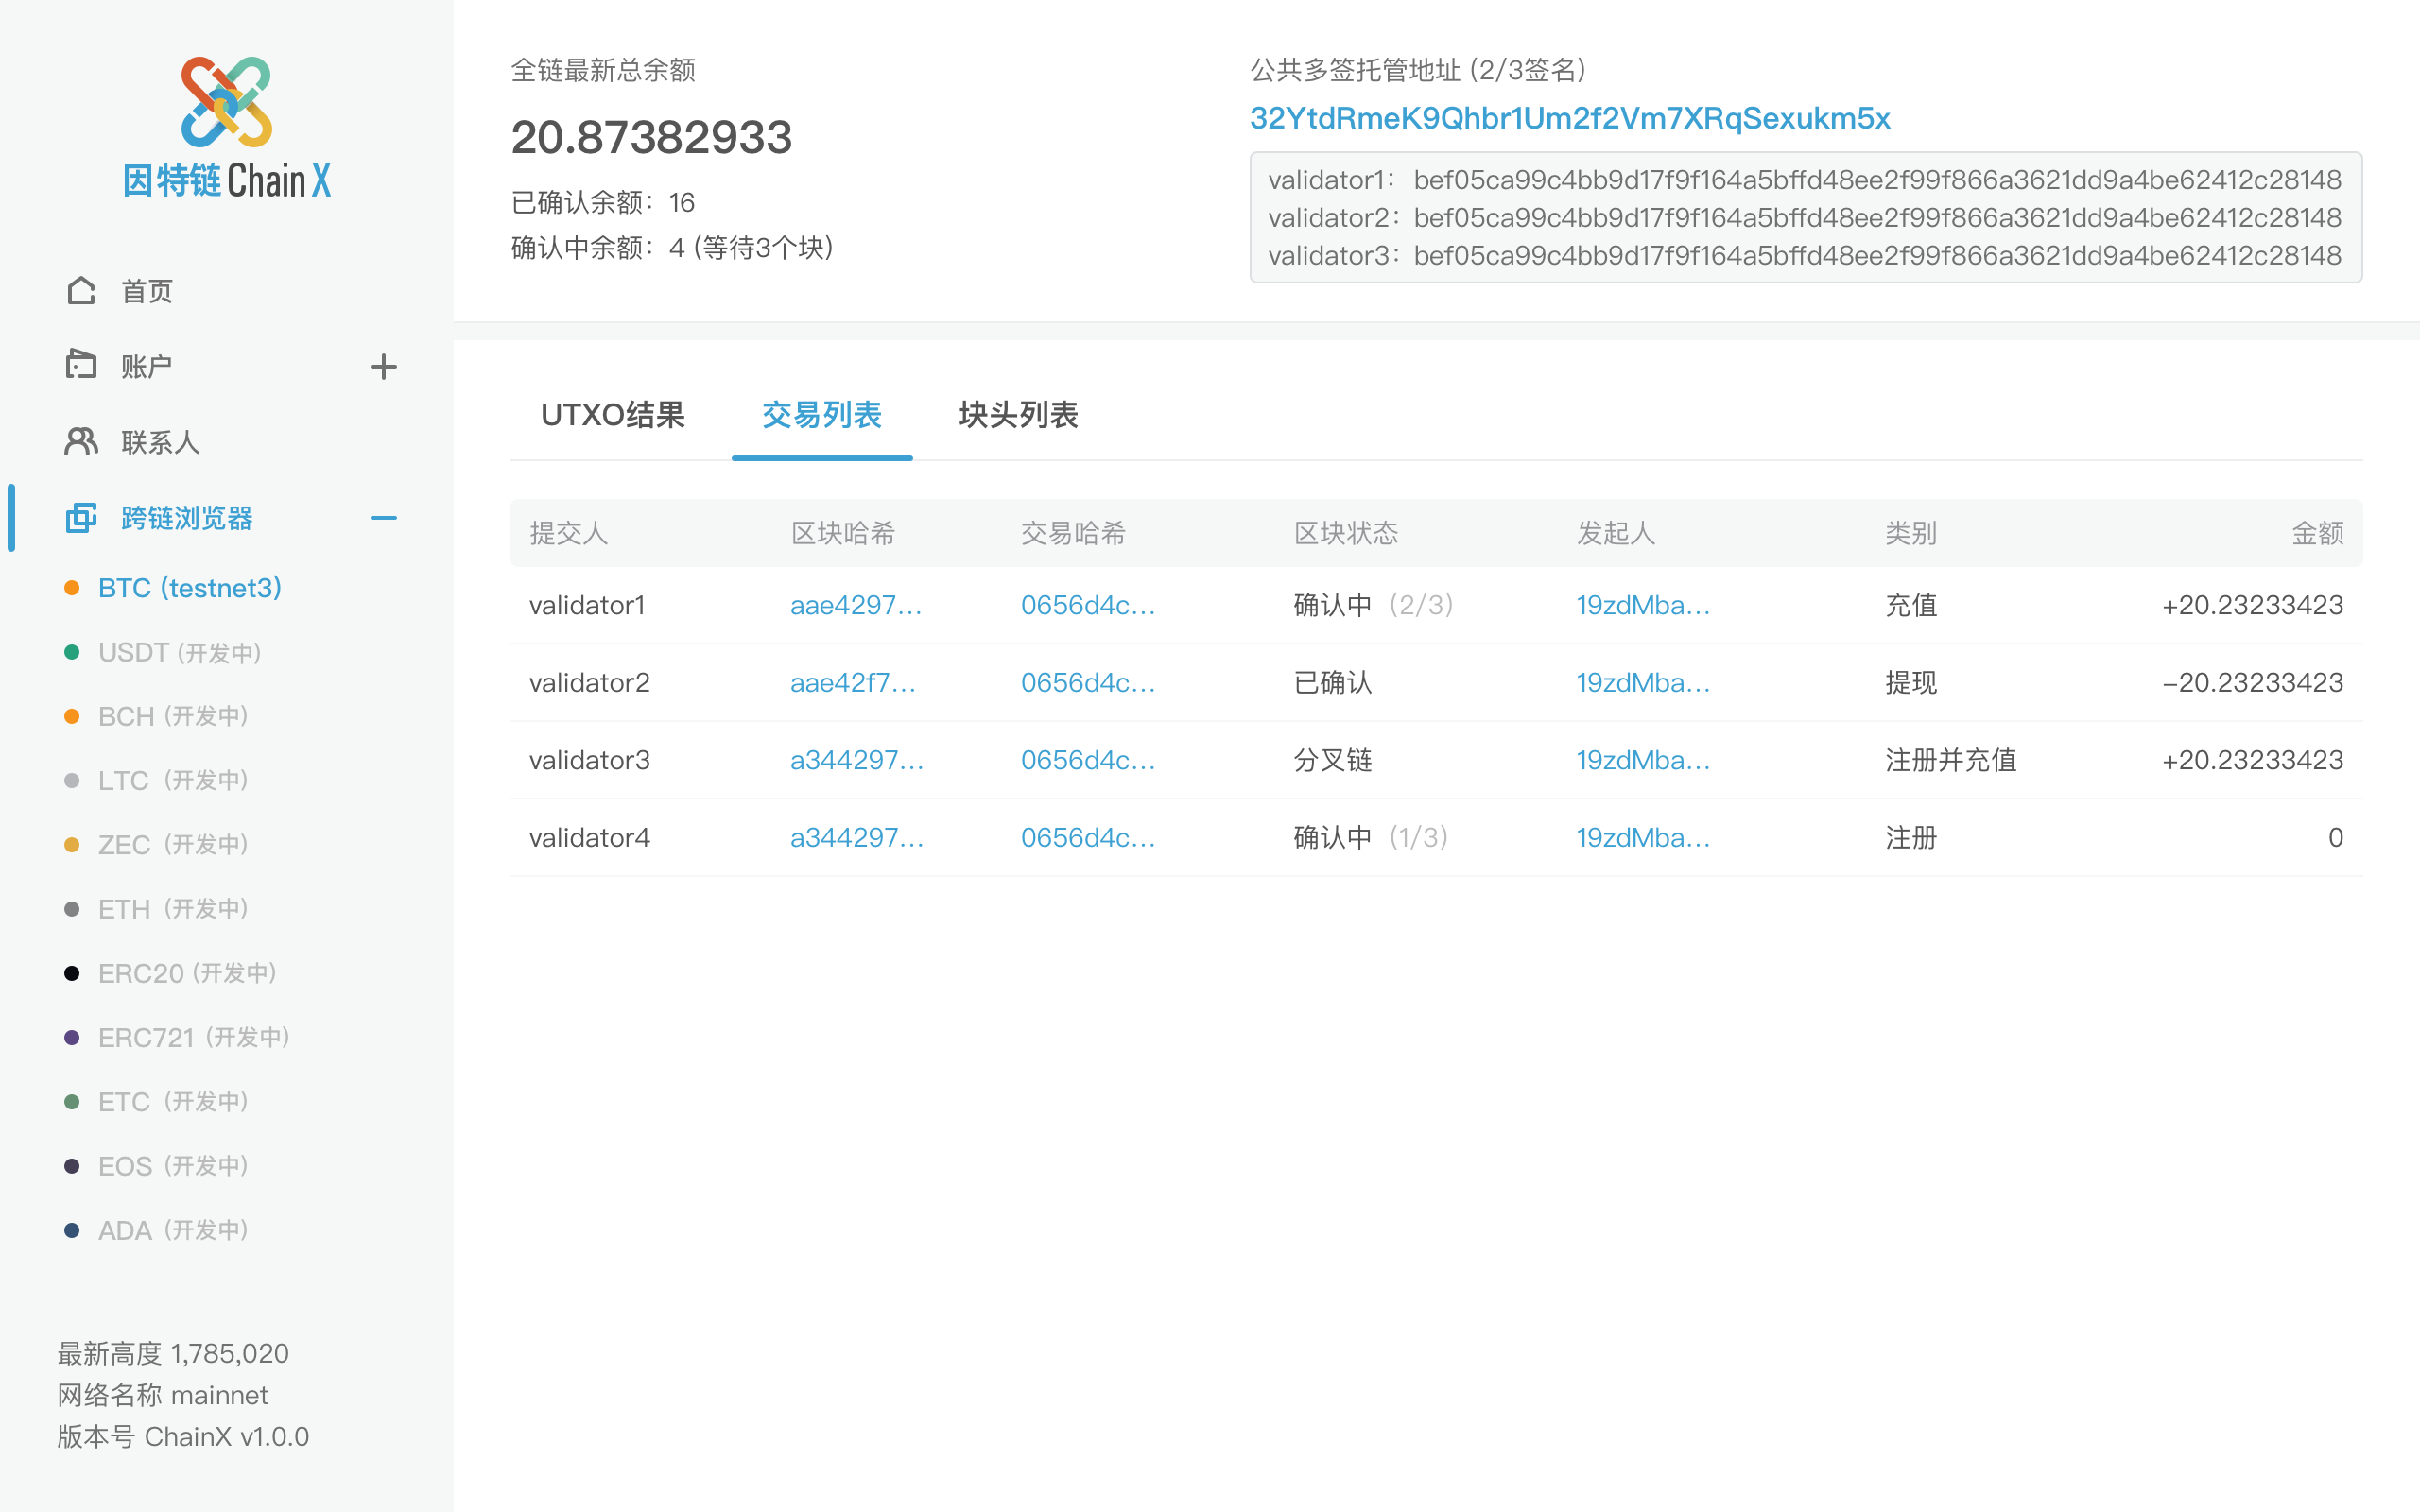 因特链 ChainX
首页
账户
联系人
跨链浏览器
BTC (testnet3)
USDT (开发中)
BCH (开发中)
LTC (开发中)
ZEC (开发中)
ETH (开发中)
ERC20 (开发中)
ERC721 (开发中)
ETC (开发中)
EOS (开发中)
ADA (开发中)
最新高度 1,785,020
网络名称 mainnet
版本号 ChainX v1.0.0
全链最新总余额
20.87382933
已确认余额：16
确认中余额：4 (等待3个块)
公共多签托管地址 (2/3签名)
32YtdRmeK9Qhbr1Um2f2Vm7XRqSexukm5x
validator1： bef05ca99c4bb9d17f9f164a5bffd48ee2f99f866a3621dd9a4be62412c28148
validator2：bef05ca99c4bb9d17f9f164a5bffd48ee2f99f866a3621dd9a4be62412c28148
validator3：bef05ca99c4bb9d17f9f164a5bffd48ee2f99f866a3621dd9a4be62412c28148
UTXO结果 交易列表 块头列表
提交人 区块哈希 交易哈希 区块状态 发起人 类别 金额
validator1 aae4297... 0656d4c... 确认中 (2/3) 19zdMba... 充值 +20.23233423
validator2 aae42f7... 0656d4c... 已确认 19zdMba... 提现 –20.23233423
validator3 a344297... 0656d4c... 分叉链 19zdMba... 注册并充值 +20.23233423
validator4 a344297... 0656d4c... 确认中 (1/3) 19zdMba... 注册 0